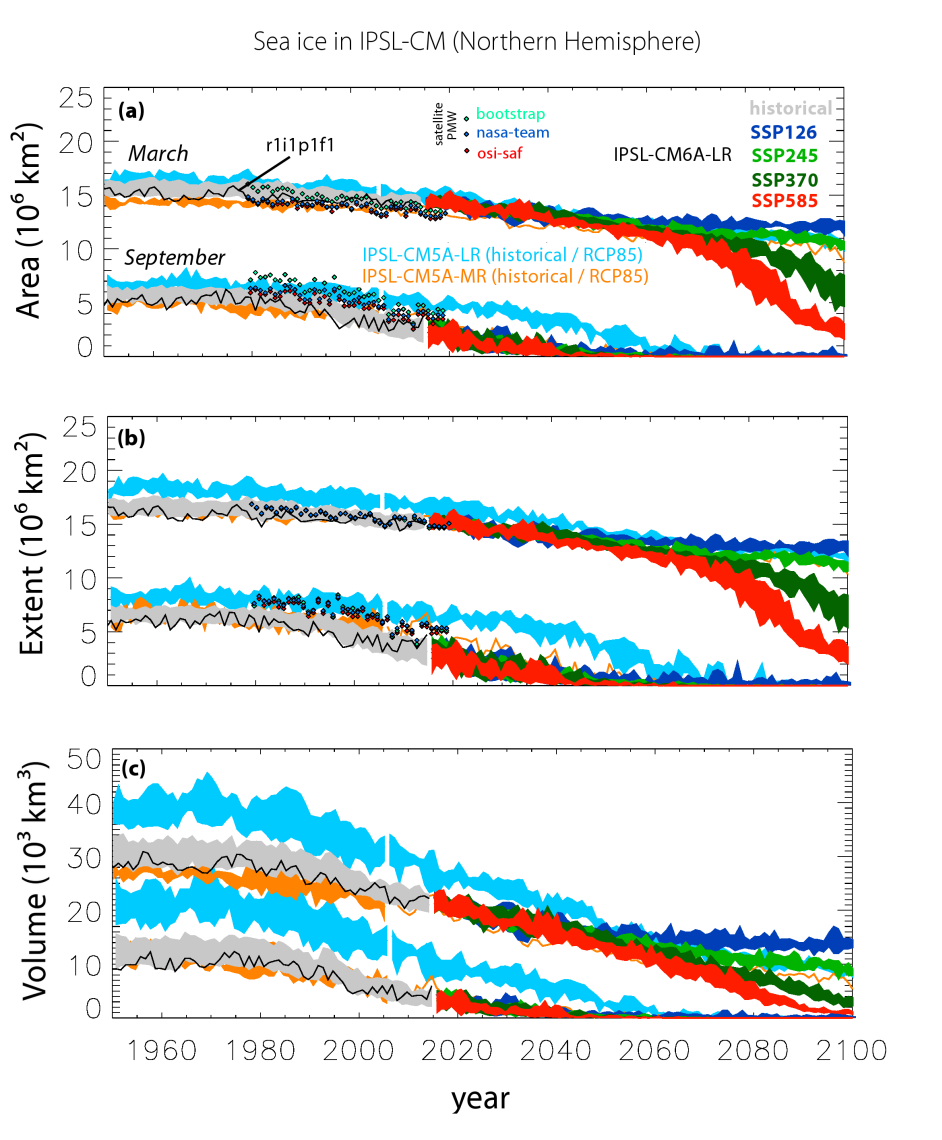 Sea ice in IPSL-CM (Northern Hemisphere)
(a)
Area (10⁶ km²)
25
20
15
10
5
0
March
r1i1p1f1
September
satellite
PMW
bootstrap
nasa-team
osi-saf
IPSL-CM6A-LR
historical
SSP126
SSP245
SSP370
SSP585
IPSL-CM5A-LR (historical / RCP85)
IPSL-CM5A-MR (historical / RCP85)
(b)
Extent (10⁶ km²)
25
20
15
10
5
0
(c)
Volume (10³ km³)
50
40
30
20
10
0
1960 1980 2000 2020 2040 2060 2080 2100
year